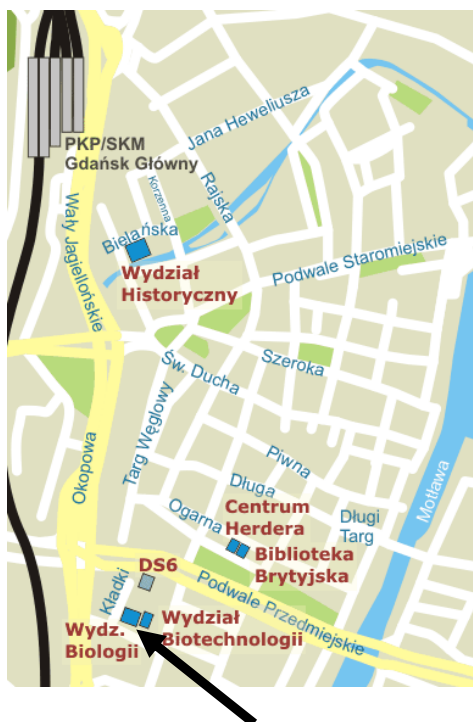 Jana Heweliusza
PKP/SKM
Gdańsk Główny
Korzenna
Rajska
Wały Jagiellońskie
Bielańska
Wydział
Historyczny
Podwale Staromiejskie
Szeroka
Św. Ducha
Targ Węglowy
Okopowa
Piwna
Długa
Motława
Ogarna
Centrum
Herdera
Długi
Targ
Biblioteka
Brytyjska
DS6
Kładki
Podwale Przedmiejskie
Wydz.
Biologii
Wydział
Biotechnologii